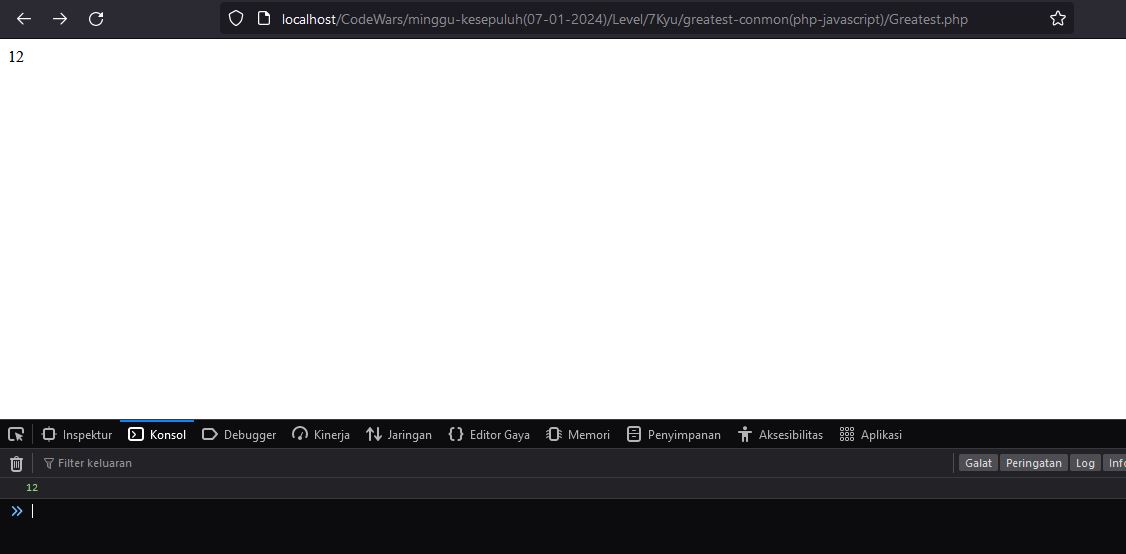 localhost/CodeWars/minggu-kesepuluh(07-01-2024)/Level/7Kyu/greatest-conmon(php-javascript)/Greatest.php
12
Inspektur Konsol Debugger Kinerja Jaringan Editor Gaya Memori Penyimpanan Aksesibilitas Aplikasi
Filter keluaran Galat Peringatan Log Info
12